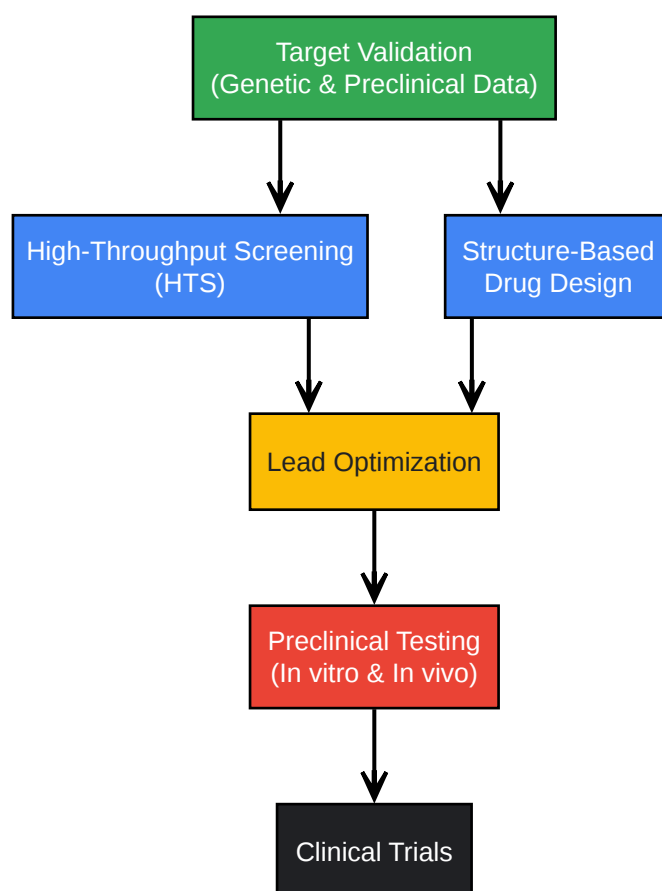 Target Validation
(Genetic & Preclinical Data)
High-Throughput Screening
(HTS)
Structure-Based
Drug Design
Lead Optimization
Preclinical Testing
(In vitro & In vivo)
Clinical Trials